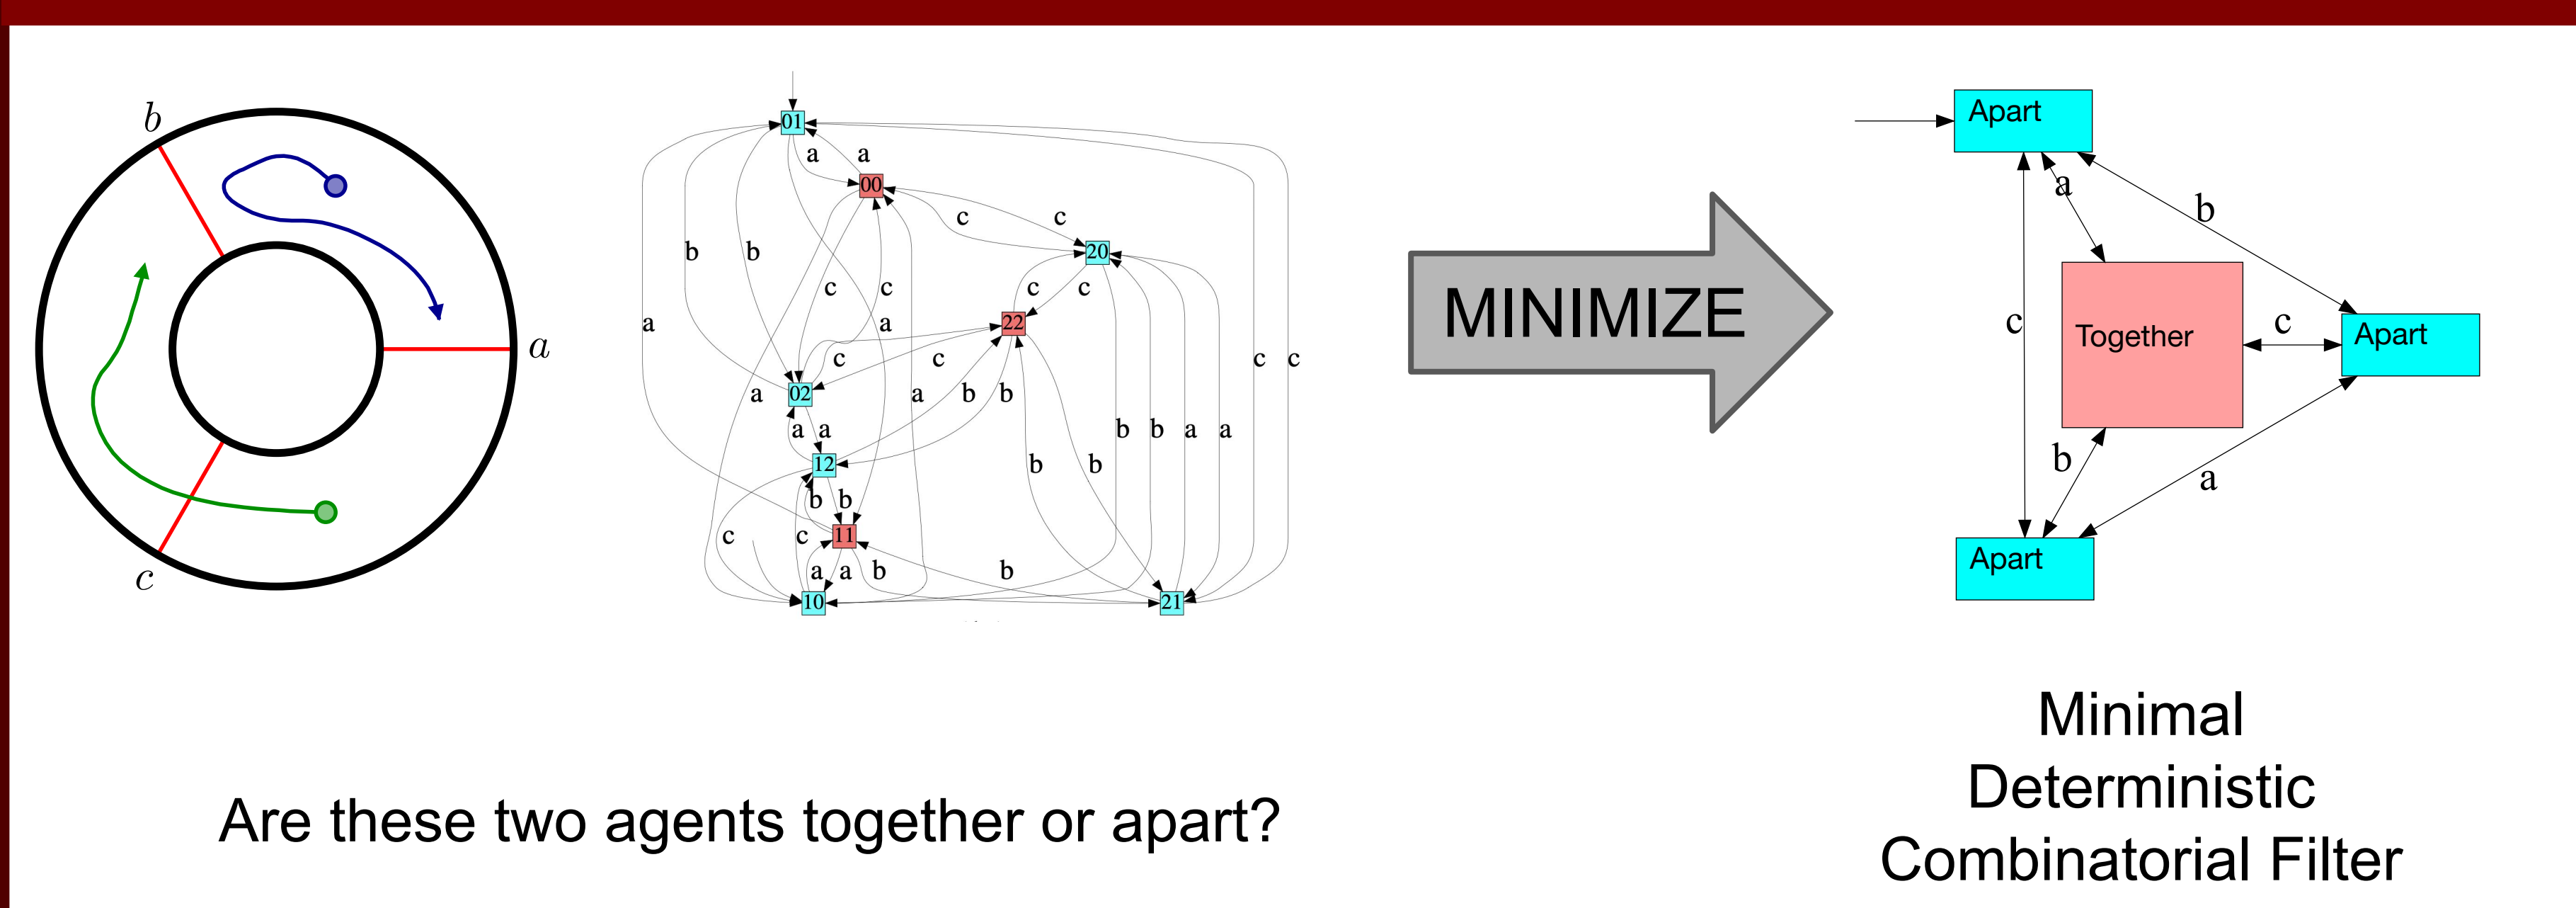 b
a
c
01
a
a
00
c
c
20
b
b
c
c
c
c
a
22
a
c
c
c
c
02
a
a
b
b
b
b
a
a
a
a
12
b
b
b
b
c
c
11
a
a
b
b
10
21
MINIMIZE
Apart
a
b
c
Together
c
Apart
b
a
Apart
Are these two agents together or apart?
Minimal
Deterministic
Combinatorial Filter